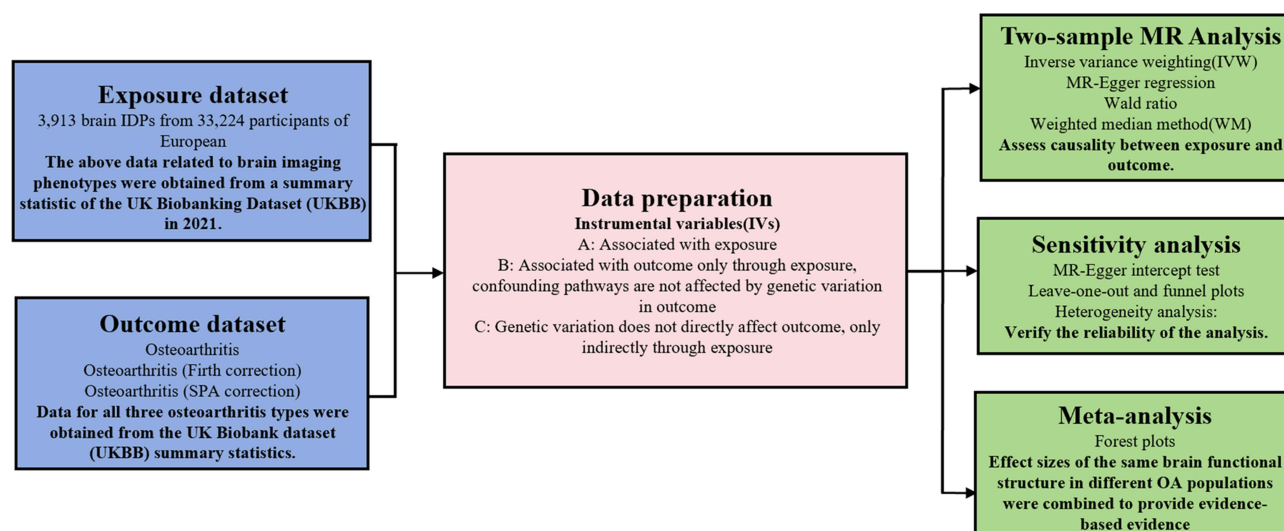 Exposure dataset
3,913 brain IDPs from 33,224 participants of
European
The above data related to brain imaging
phenotypes were obtained from a summary
statistic of the UK Biobanking Dataset (UKBB)
in 2021.
Outcome dataset
Osteoarthritis
Osteoarthritis (Firth correction)
Osteoarthritis (SPA correction)
Data for all three osteoarthritis types were
obtained from the UK Biobank dataset
(UKBB) summary statistics.
Data preparation
Instrumental variables(IVs)
A: Associated with exposure
B: Associated with outcome only through exposure,
confounding pathways are not affected by genetic variation
in outcome
C: Genetic variation does not directly affect outcome, only
indirectly through exposure
Two-sample MR Analysis
Inverse variance weighting(IVW)
MR-Egger regression
Wald ratio
Weighted median method(WM)
Assess causality between exposure and
outcome.
Sensitivity analysis
MR-Egger intercept test
Leave-one-out and funnel plots
Heterogeneity analysis:
Verify the reliability of the analysis.
Meta-analysis
Forest plots
Effect sizes of the same brain functional
structure in different OA populations
were combined to provide evidence-
based evidence